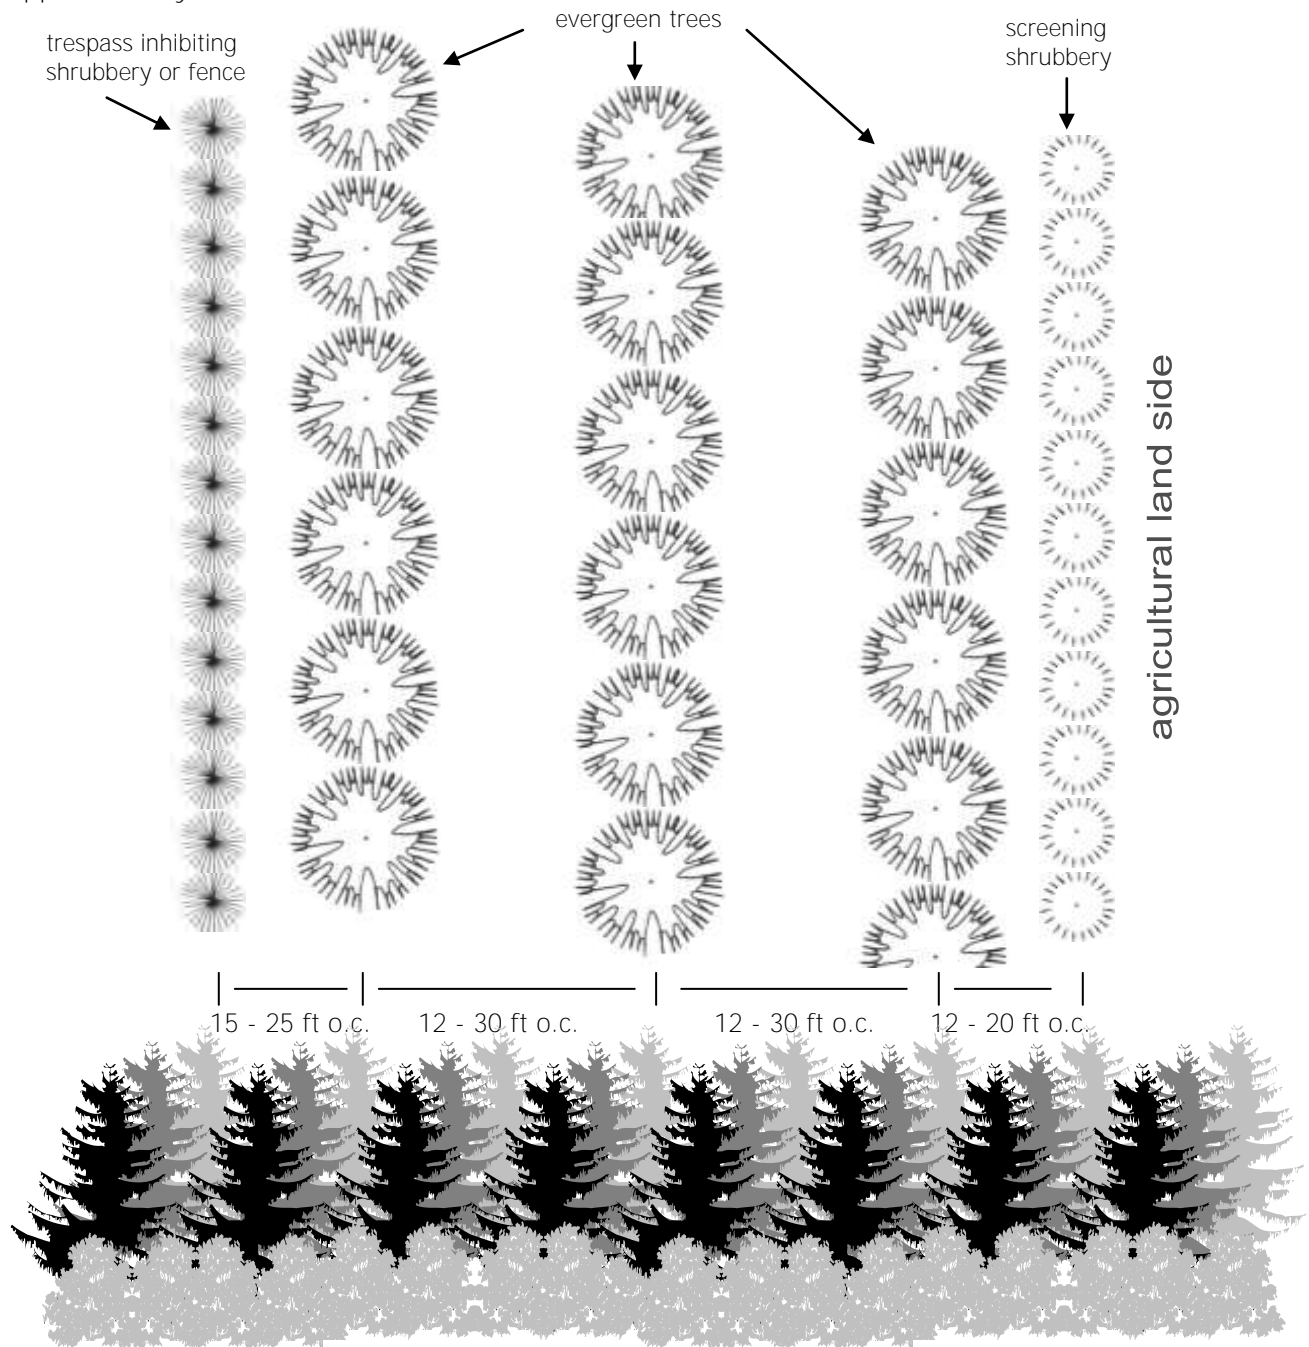 evergreen trees
trespass inhibiting
shrubbery or fence
screening
shrubbery
agricultural land side
15 - 25 ft o.c.
12 - 30 ft o.c.
12 - 30 ft o.c.
12 - 20 ft o.c.